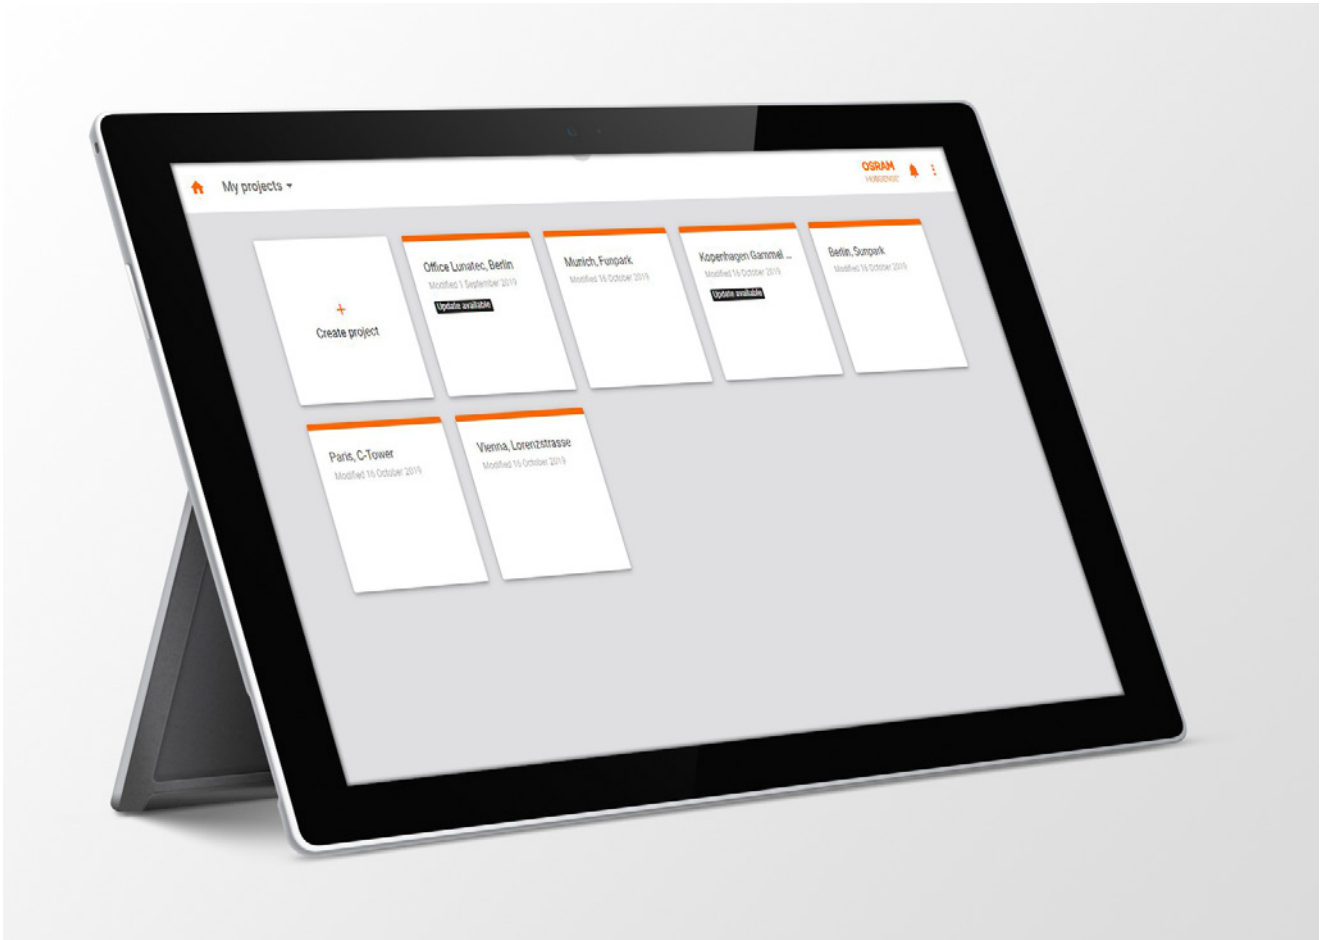 My projects
OSRAM
HUBSENSE
Create project
Office Lunatec, Berlin
Modified 1 September 2019
Update available
Munich, Funpark
Modified 16 October 2019
Kopenhagen Gammel ...
Modified 16 October 2019
Update available
Berlin, Sunpark
Modified 16 October 2019
Paris, C-Tower
Modified 16 October 2019
Vienna, Lorenzstrasse
Modified 16 October 2019